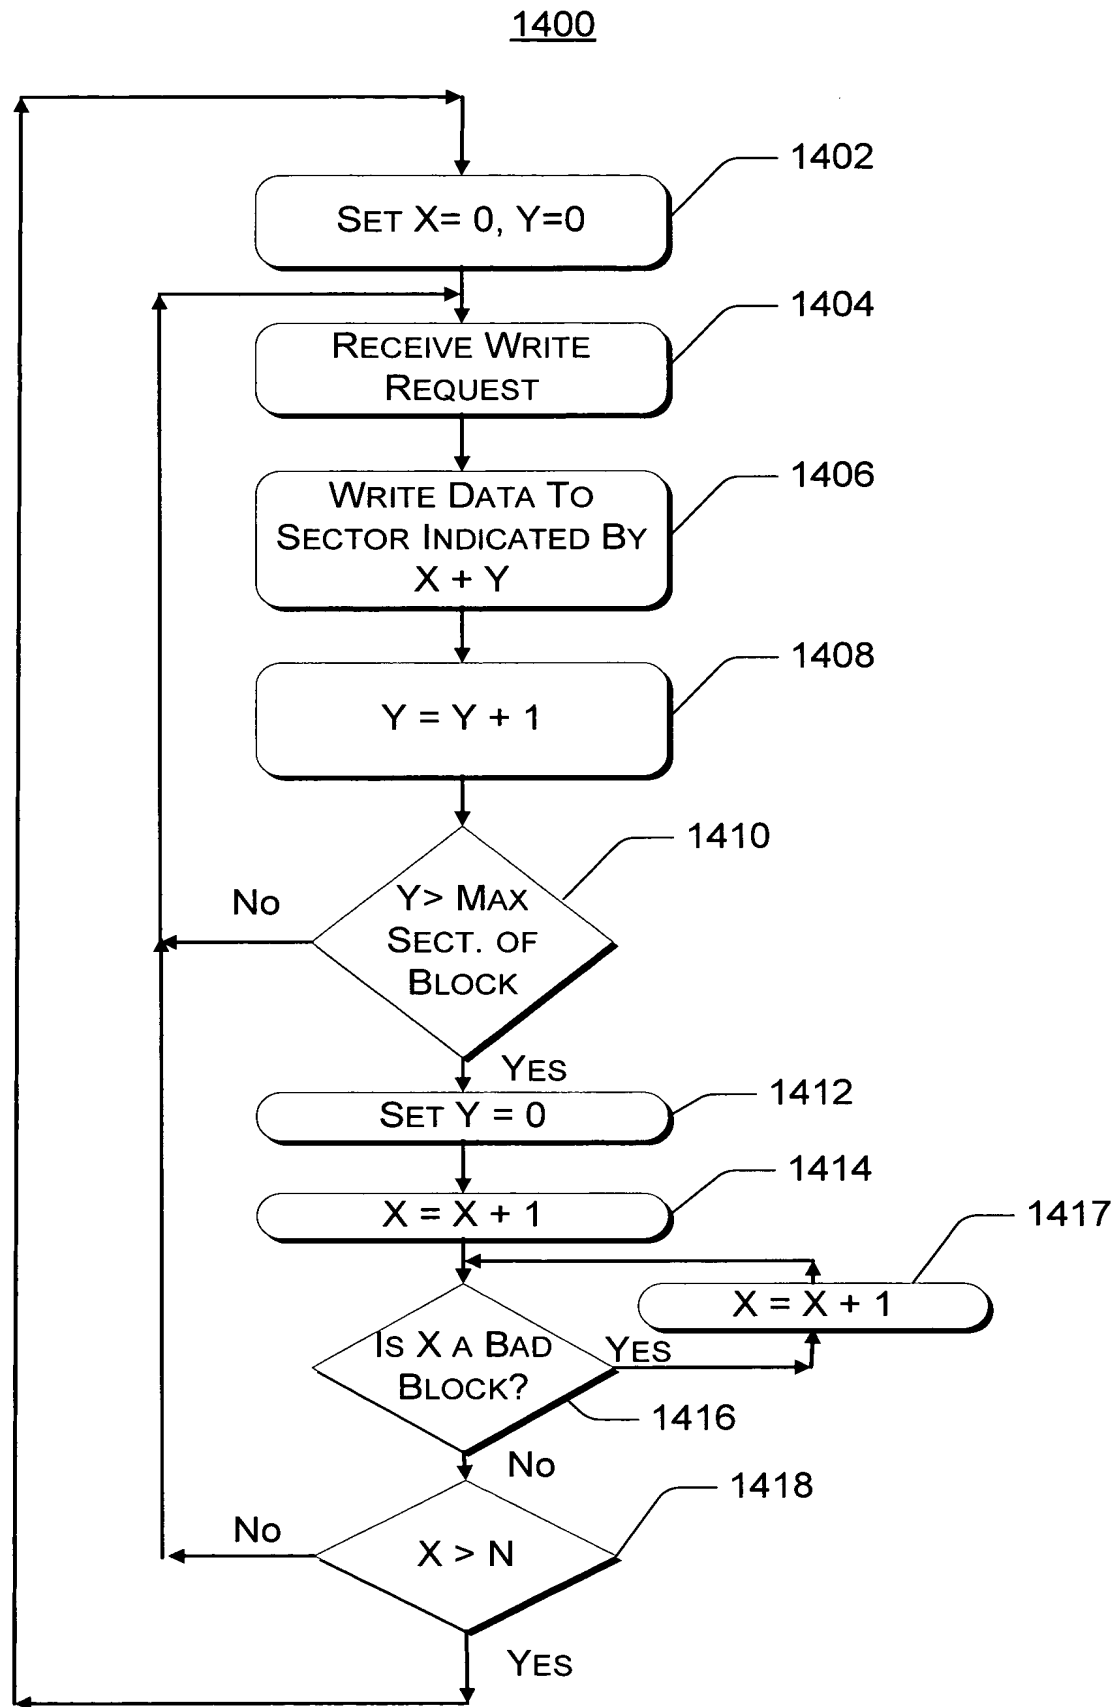 1400
1402
SET X= 0, Y=0
1404
RECEIVE WRITE
REQUEST
1406
WRITE DATA TO
SECTOR INDICATED BY
X + Y
1408
Y = Y + 1
1410
No
Y> MAX
SECT. OF
BLOCK
YES
1412
SET Y = 0
1414
X = X + 1
1417
X = X + 1
IS X A BAD
BLOCK?
YES
1416
No
1418
No
X > N
YES